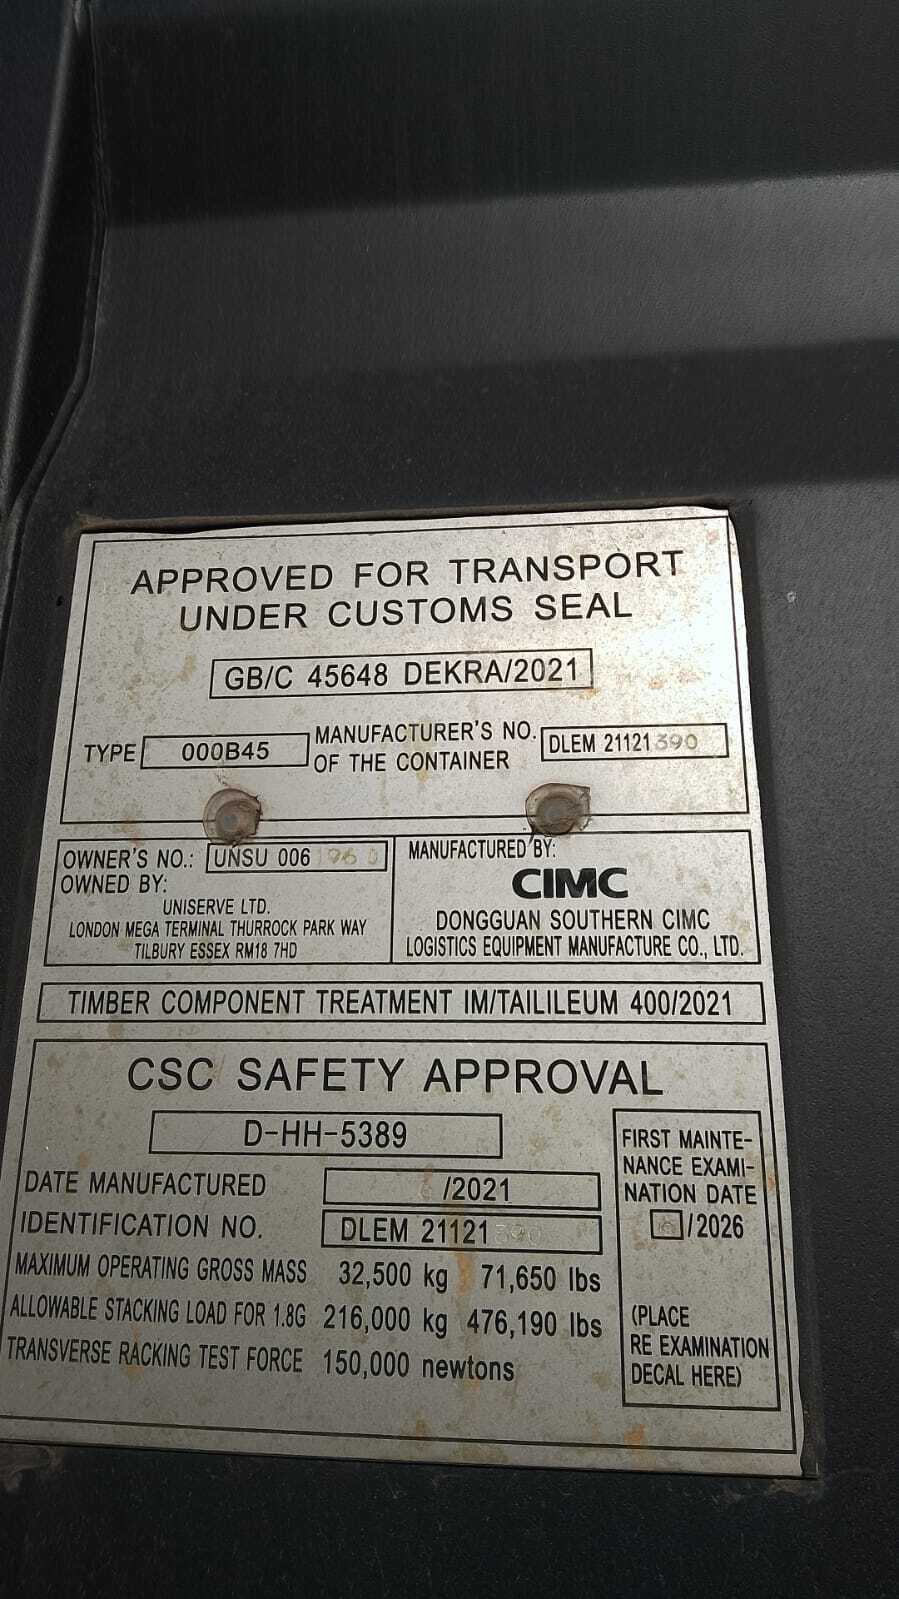 APPROVED FOR TRANSPORT
UNDER CUSTOMS SEAL
GB/C 45648 DEKRA/2021
TYPE 000B45
MANUFACTURER'S NO.
OF THE CONTAINER
DLEM 21121390
OWNER'S NO.: UNSU 006
OWNED BY:
UNISERVE LTD.
LONDON MEGA TERMINAL THURROCK PARK WAY
TILBURY ESSEX RM18 7HD
MANUFACTURED BY:
CIMC
DONGGUAN SOUTHERN CIMC
LOGISTICS EQUIPMENT MANUFACTURE CO., LTD.
TIMBER COMPONENT TREATMENT IM/TAILILEUM 400/2021
CSC SAFETY APPROVAL
D-HH-5389
DATE MANUFACTURED /2021
IDENTIFICATION NO. DLEM 21121390
MAXIMUM OPERATING GROSS MASS 32,500 kg 71,650 lbs
ALLOWABLE STACKING LOAD FOR 1.8G 216,000 kg 476,190 lbs
TRANSVERSE RACKING TEST FORCE 150,000 newtons
FIRST MAINTE-
NANCE EXAMI-
NATION DATE
/2026
(PLACE
RE EXAMINATION
DECAL HERE)